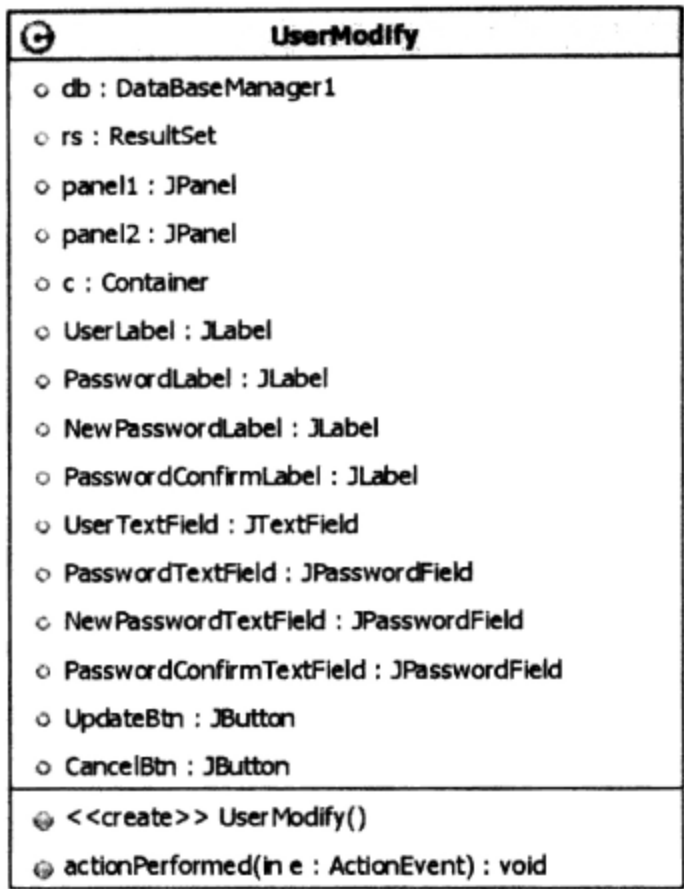 UserModify
db : DataBaseManager1
rs : ResultSet
panel1 : JPanel
panel2 : JPanel
c : Container
UserLabel : JLabel
PasswordLabel : JLabel
NewPasswordLabel : JLabel
PasswordConfirmLabel : JLabel
UserTextField : JTextField
PasswordTextField : JPasswordField
NewPasswordTextField : JPasswordField
PasswordConfirmTextField : JPasswordField
UpdateBtn : JButton
CancelBtn : JButton
<<create>> UserModify()
actionPerformed(in e : ActionEvent) : void